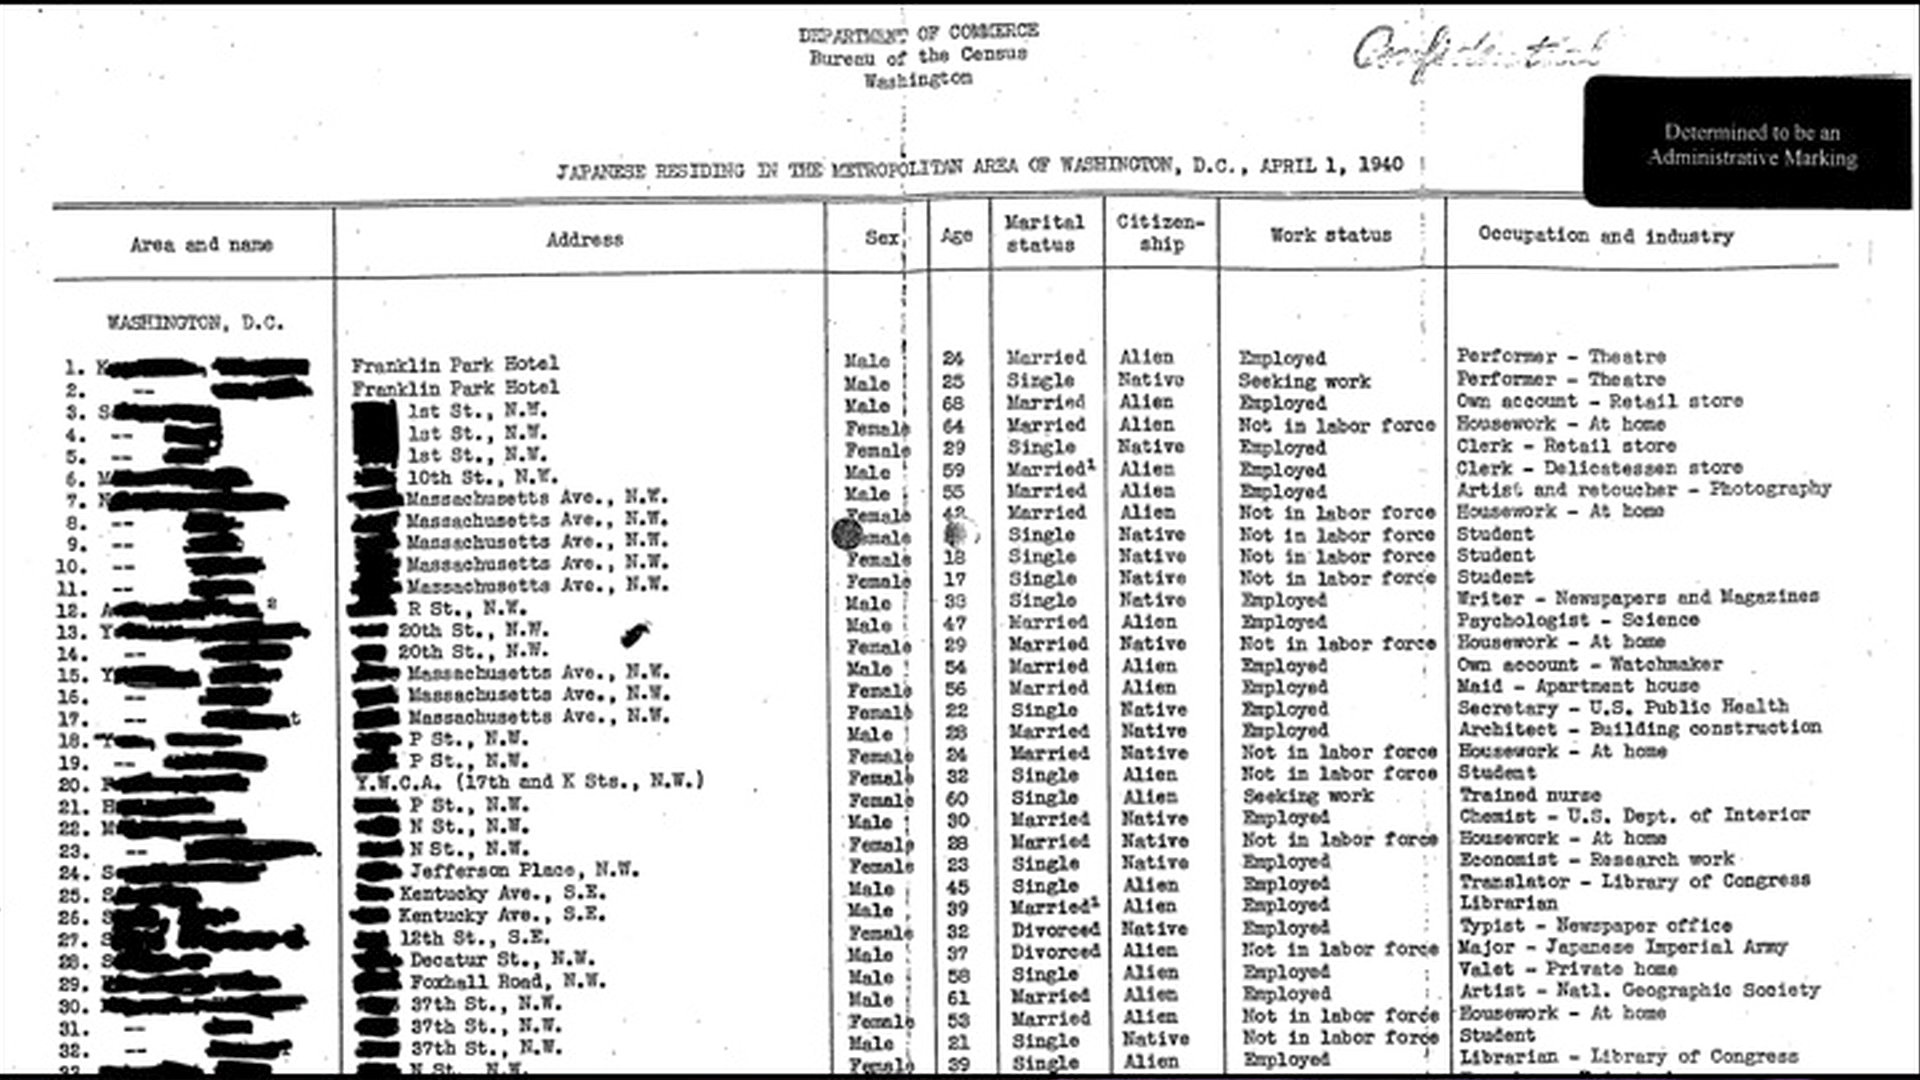 DEPARTMENT OF COMMERCE
Bureau of the Census
Washington
Confidential
Determined to be an
Administrative Marking
JAPANESE RESIDING IN THE METROPOLITAN AREA OF WASHINGTON, D.C., APRIL 1, 1940
Area and name Address Sex Age Marital status Citizen-ship Work status Occupation and industry
WASHINGTON, D.C.
1. K Franklin Park Hotel Male 24 Married Alien Employed Performer - Theatre
2. -- Franklin Park Hotel Male 25 Single Native Seeking work Performer - Theatre
3. S 1st St., N.W. Male 68 Married Alien Employed Own account - Retail store
4. -- 1st St., N.W. Female 64 Married Alien Not in labor force Housework - At home
5. -- 1st St., N.W. Female 29 Single Native Employed Clerk - Retail store
6. M 10th St., N.W. Male 59 Married1 Alien Employed Clerk - Delicatessen store
7. N Massachusetts Ave., N.W. Male 55 Married Alien Employed Artist and retoucher - Photography
8. -- Massachusetts Ave., N.W. Female 42 Married Alien Not in labor force Housework - At home
9. -- Massachusetts Ave., N.W. Female Single Native Not in labor force Student
10. -- Massachusetts Ave., N.W. Female 18 Single Native Not in labor force Student
11. -- Massachusetts Ave., N.W. Female 17 Single Native Not in labor force Student
12. A 2 R St., N.W. Male 33 Single Native Employed Writer - Newspapers and Magazines
13. Y 20th St., N.W. Male 47 Married Alien Employed Psychologist - Science
14. -- 20th St., N.W. Female 29 Married Native Not in labor force Housework - At home
15. Y Massachusetts Ave., N.W. Male 54 Married Alien Employed Own account - Watchmaker
16. -- Massachusetts Ave., N.W. Female 56 Married Alien Employed Maid - Apartment house
17. -- t Massachusetts Ave., N.W. Female 22 Single Native Employed Secretary - U.S. Public Health
18. Y P St., N.W. Male 28 Married Native Employed Architect - Building construction
19. -- P St., N.W. Female 24 Married Native Not in labor force Housework - At home
20. Y.W.C.A. (17th and K Sts., N.W.) Female 32 Single Alien Not in labor force Student
21. H P St., N.W. Female 60 Single Alien Seeking work Trained nurse
22. M N St., N.W. Male 30 Married Native Employed Chemist - U.S. Dept. of Interior
23. N St., N.W. Female 28 Married Native Not in labor force Housework - At home
24. S Jefferson Place, N.W. Female 23 Single Native Employed Economist - Research work
25. S Kentucky Ave., S.E. Male 45 Single Alien Employed Translator - Library of Congress
26. S Kentucky Ave., S.E. Male 39 Married1 Alien Employed Librarian
27. S 12th St., S.E. Female 32 Divorced Native Employed Typist - Newspaper office
28. S Decatur St., N.W. Male 37 Divorced Alien Not in labor force Major - Japanese Imperial Army
29. Foxhall Road, N.W. Male 58 Single Alien Employed Valet - Private home
30. 37th St., N.W. Male 61 Married Alien Employed Artist - Natl. Geographic Society
31. -- 37th St., N.W. Female 53 Married Alien Not in labor force Housework - At home
32. -- 37th St., N.W. Male 21 Single Native Not in labor force Student
33. N St., N.W. Female 39 Single Alien Employed Librarian - Library of Congress